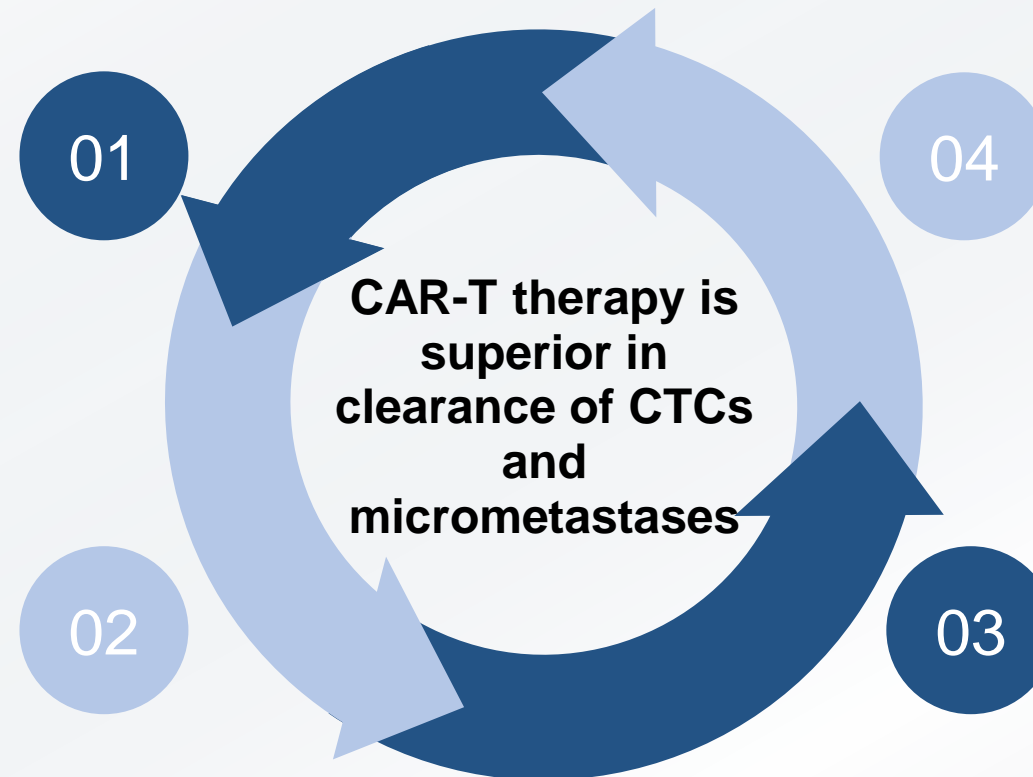 01
04
CAR-T therapy is
superior in
clearance of CTCs
and
micrometastases
02
03